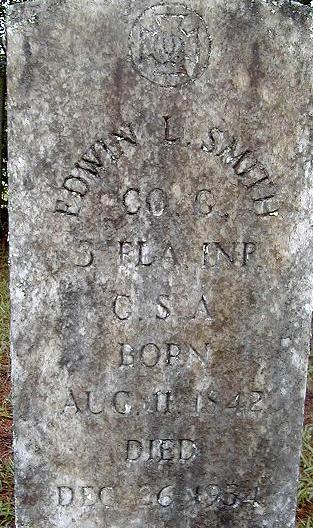 EDWIN L. SMITH
CO. G.
5 FLA. INF.
C. S. A.
BORN
AUG. 11. 1842
DIED
DEC. 26. 1934